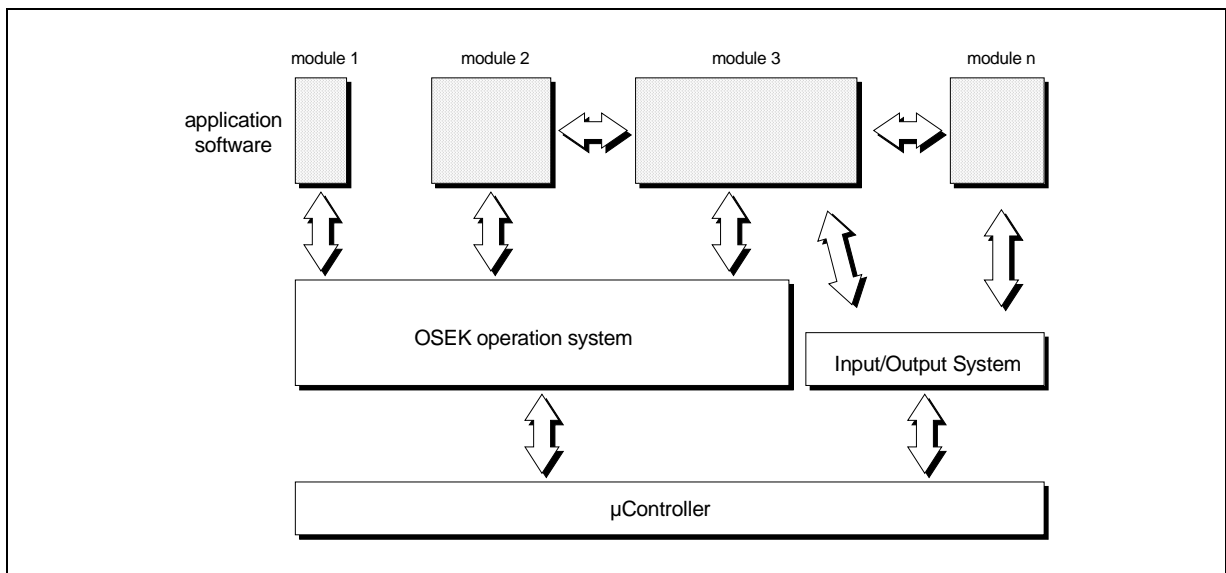 module 1
module 2
module 3
module n
application
software
OSEK operation system
Input/Output System
µController